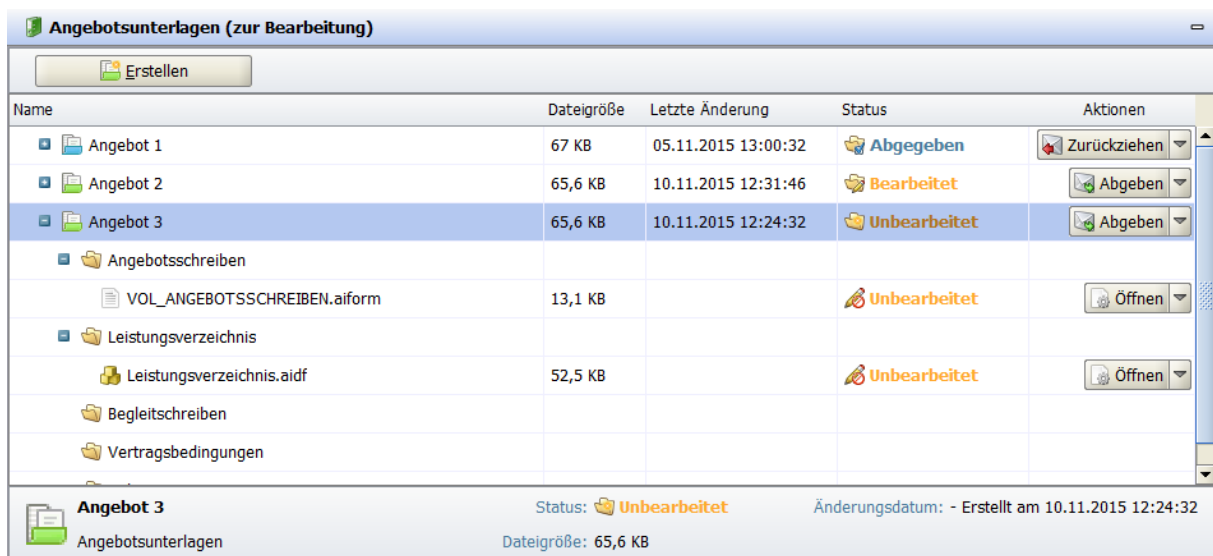 Angebotsunterlagen (zur Bearbeitung)
Erstellen
Name Dateigröße Letzte Änderung Status Aktionen
Angebot 1 67 KB 05.11.2015 13:00:32 Abgegeben Zurückziehen
Angebot 2 65,6 KB 10.11.2015 12:31:46 Bearbeitet Abgeben
Angebot 3 65,6 KB 10.11.2015 12:24:32 Unbearbeitet Abgeben
Angebotsschreiben
VOL_ANGEBOTSSCHREIBEN.aiform 13,1 KB Unbearbeitet Öffnen
Leistungsverzeichnis
Leistungsverzeichnis.aidf 52,5 KB Unbearbeitet Öffnen
Begleitschreiben
Vertragsbedingungen
Angebot 3 Status: Unbearbeitet Änderungsdatum: - Erstellt am 10.11.2015 12:24:32
Angebotsunterlagen Dateigröße: 65,6 KB